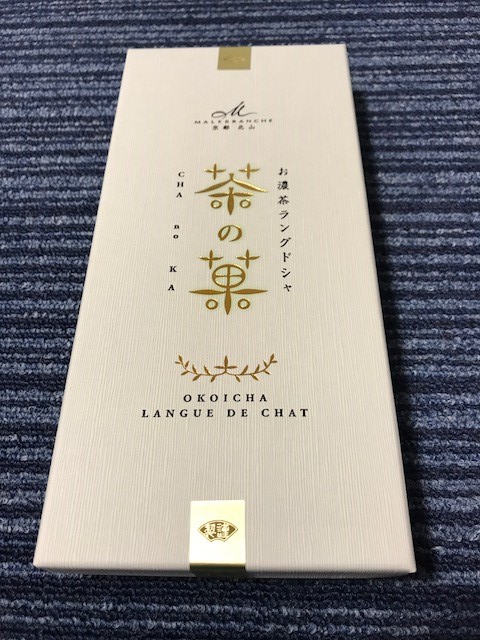 M
MALEBRANCHE
京都 北山
お濃茶ラングドシャ
茶の菓
CHA no KA
OKOICHA
LANGUE DE CHAT